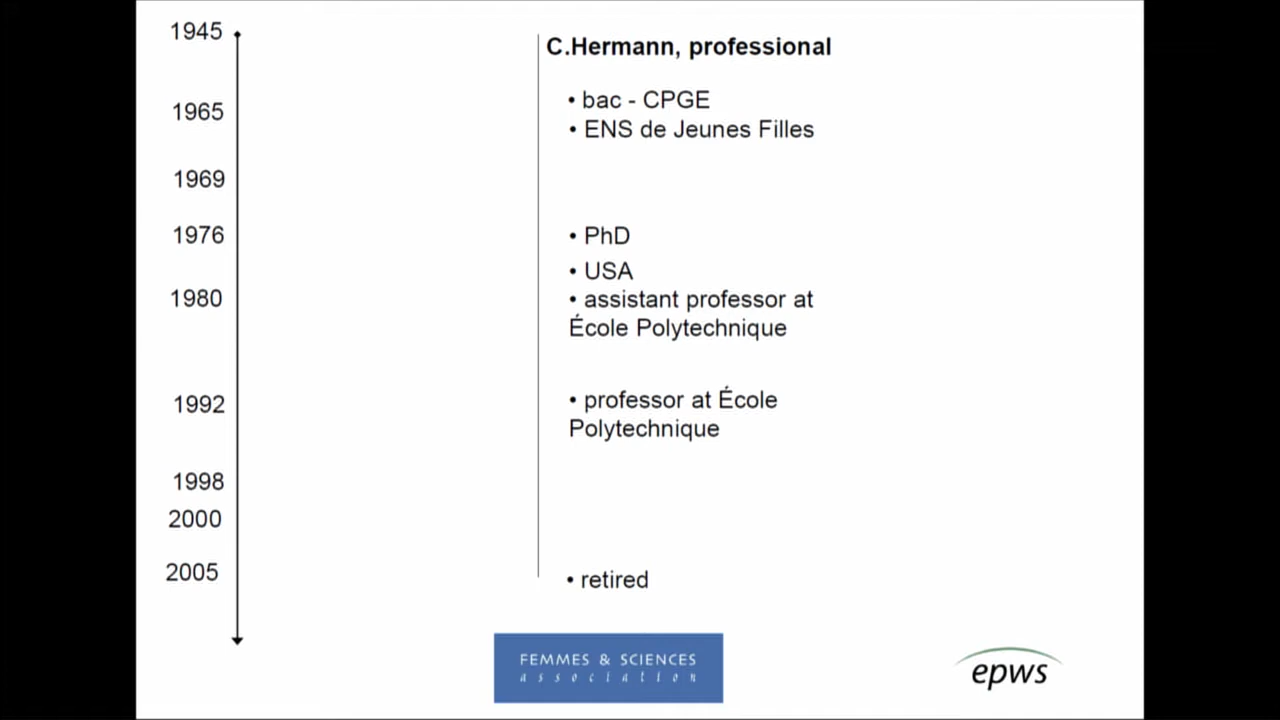 1945
C.Hermann, professional
• bac - CPGE
1965
• ENS de Jeunes Filles
1969
1976
• PhD
• USA
1980
• assistant professor at
École Polytechnique
1992
• professor at École
Polytechnique
1998
2000
2005
• retired
FEMMES & SCIENCES
association
epws